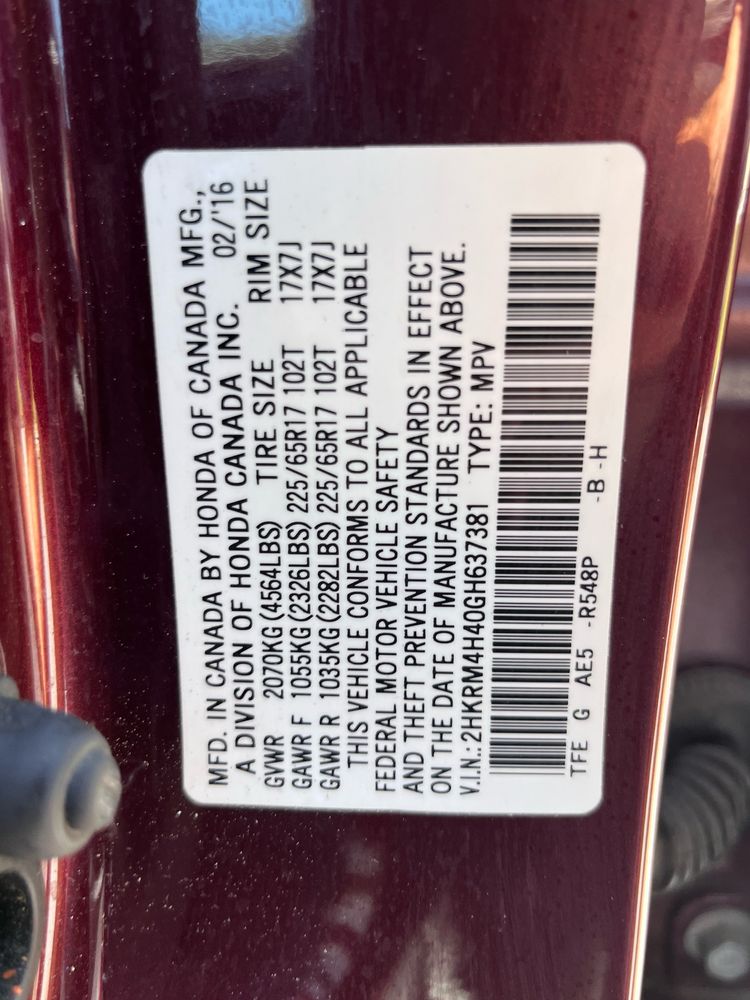 MFD. IN CANADA BY HONDA OF CANADA MFG.,
A DIVISION OF HONDA CANADA INC. 02/'16
GVWR 2070KG(4564LBS) TIRE SIZE RIM SIZE
GAWR F 1055KG(2326LBS) 225/65R17 102T 17X7J
GAWR R 1035KG(2282LBS) 225/65R17 102T 17X7J
THIS VEHICLE CONFORMS TO ALL APPLICABLE
FEDERAL MOTOR VEHICLE SAFETY
AND THEFT PREVENTION STANDARDS IN EFFECT
ON THE DATE OF MANUFACTURE SHOWN ABOVE.
V.I.N.: 2HKRM4H40GH637381 TYPE: MPV
TFE G AE5 -R548P -B -H